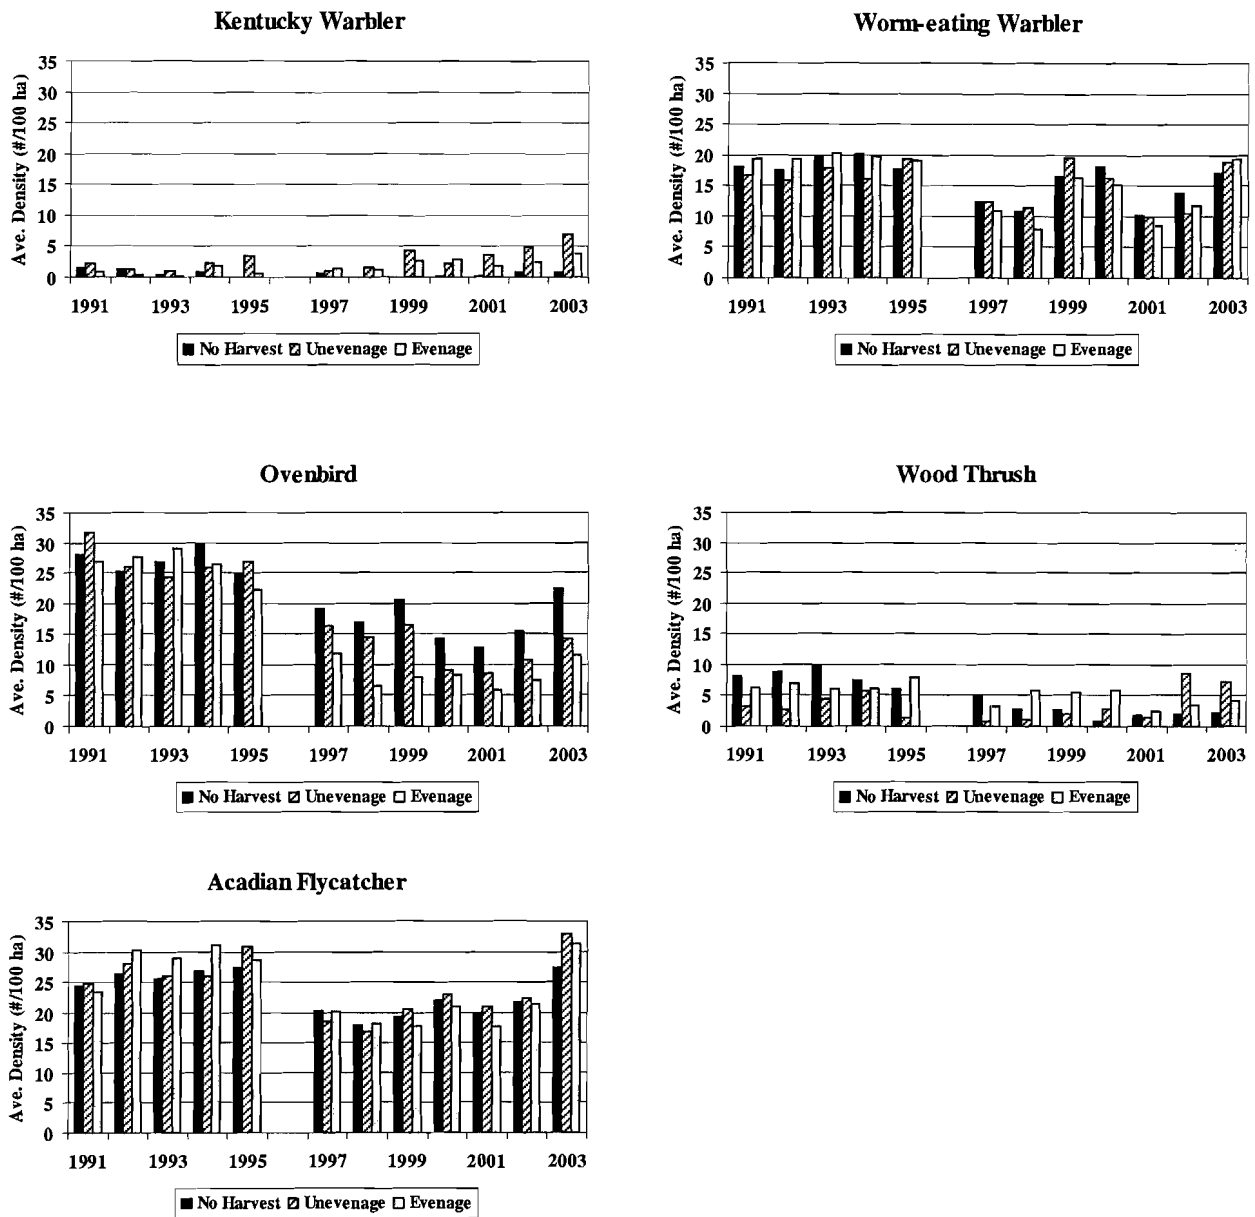 Kentucky Warbler
Ave. Density (#/100 ha)
35
30
25
20
15
10
5
0
1991 1993 1995 1997 1999 2001 2003
No Harvest Unevenage Evenage
Worm-eating Warbler
Ave. Density (#/100 ha)
35
30
25
20
15
10
5
0
1991 1993 1995 1997 1999 2001 2003
No Harvest Unevenage Evenage
Ovenbird
Ave. Density (#/100 ha)
35
30
25
20
15
10
5
0
1991 1993 1995 1997 1999 2001 2003
No Harvest Unevenage Evenage
Wood Thrush
Ave. Density (#/100 ha)
35
30
25
20
15
10
5
0
1991 1993 1995 1997 1999 2001 2003
No Harvest Unevenage Evenage
Acadian Flycatcher
Ave. Density (#/100 ha)
35
30
25
20
15
10
5
0
1991 1993 1995 1997 1999 2001 2003
No Harvest Unevenage Evenage